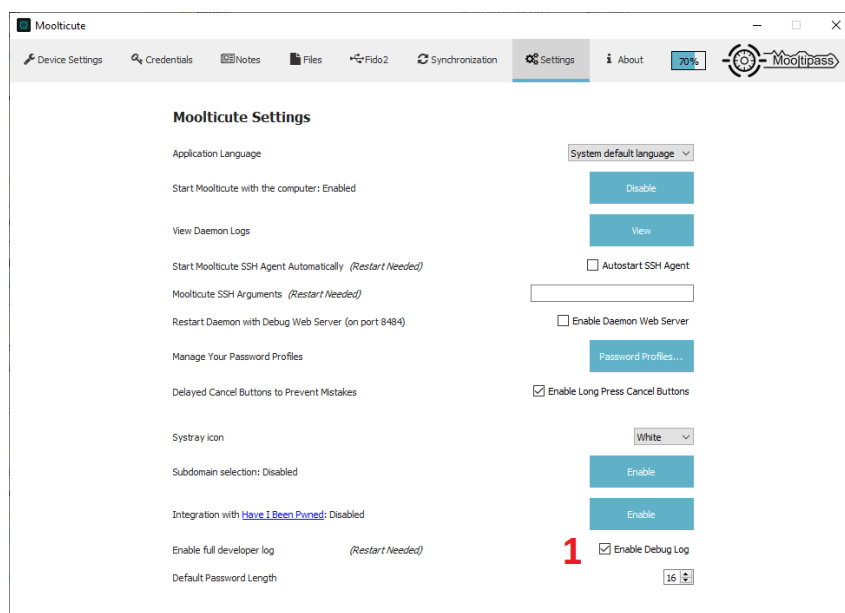 Moolticute
Device Settings Credentials Notes Files Fido2 Synchronization Settings About 70% Mooltipass
Moolticute Settings
Application Language System default language
Start Moolticute with the computer: Enabled Disable
View Daemon Logs View
Start Moolticute SSH Agent Automatically (Restart Needed) Autostart SSH Agent
Moolticute SSH Arguments (Restart Needed)
Restart Daemon with Debug Web Server (on port 8484) Enable Daemon Web Server
Manage Your Password Profiles Password Profiles...
Delayed Cancel Buttons to Prevent Mistakes Enable Long Press Cancel Buttons
Systray icon White
Subdomain selection: Disabled Enable
Integration with Have I Been Pwned: Disabled Enable
Enable full developer log (Restart Needed) 1 Enable Debug Log
Default Password Length 16